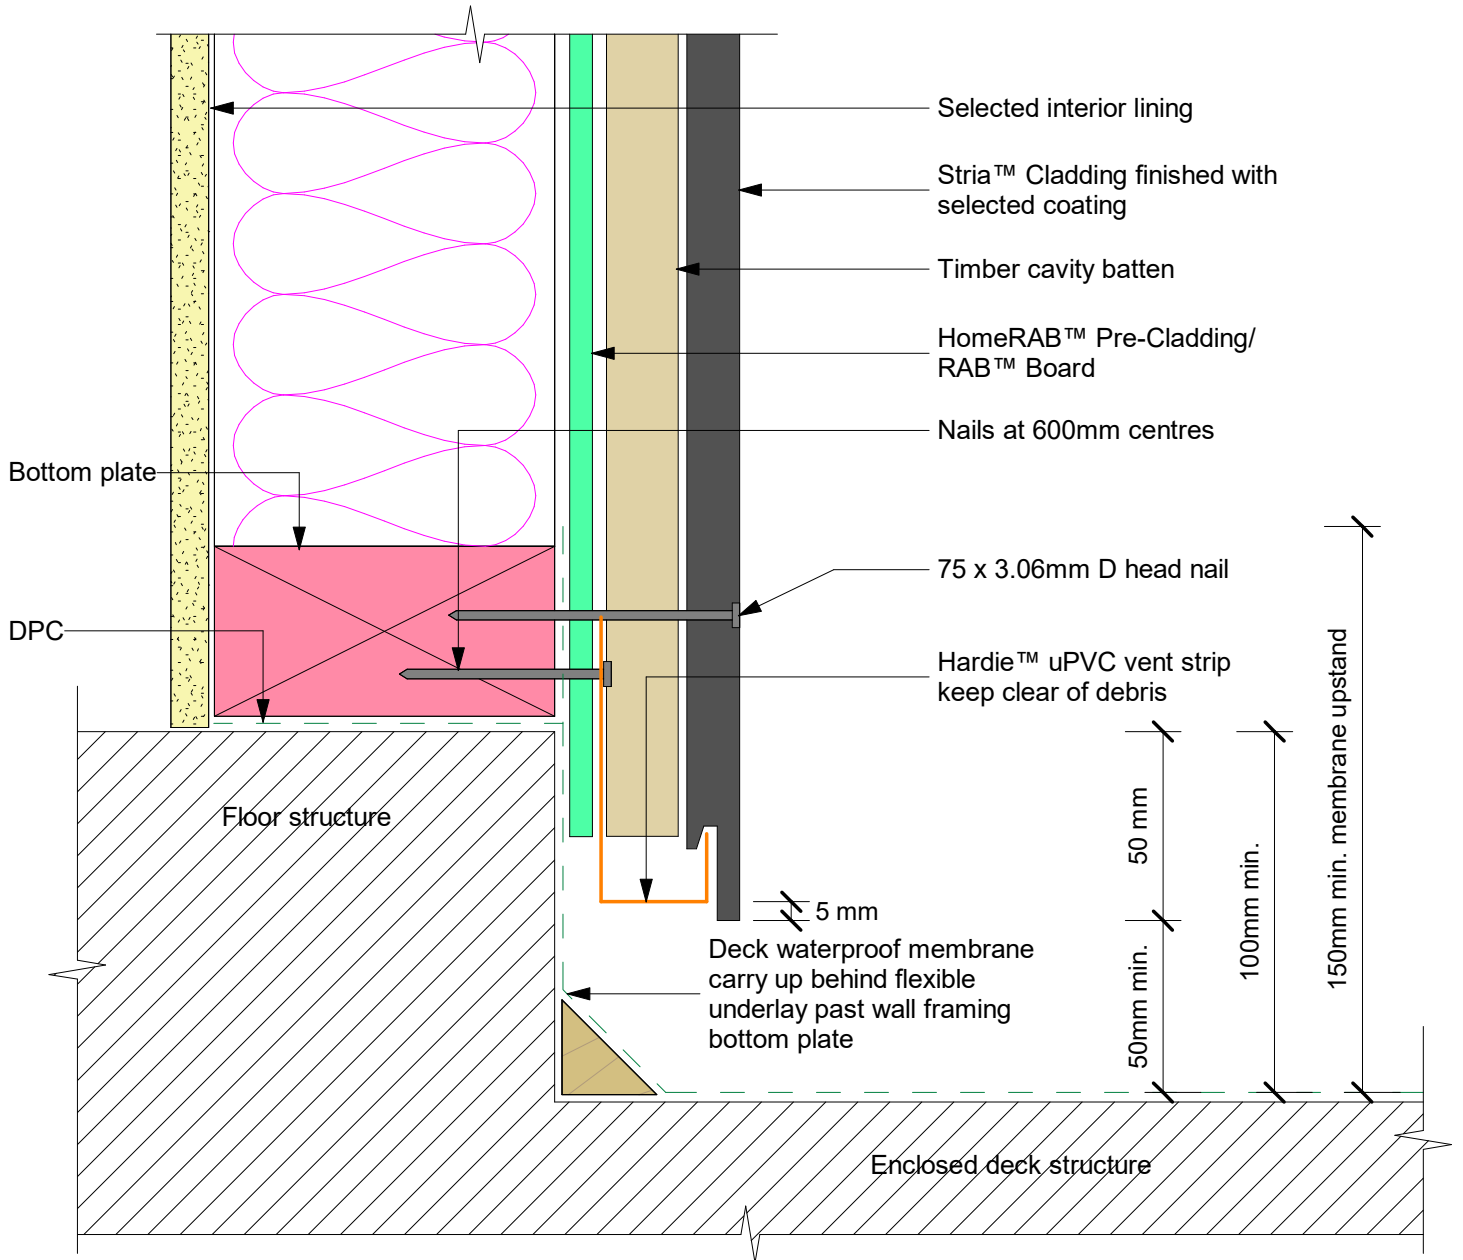 Selected interior lining
Stria™ Cladding finished with
selected coating
Timber cavity batten
HomeRAB™ Pre-Cladding/
RAB™ Board
Nails at 600mm centres
Bottom plate
75 x 3.06mm D head nail
DPC
Hardie™ uPVC vent strip
keep clear of debris
150mm min. membrane upstand
Floor structure
50 mm
100mm min.
5 mm
Deck waterproof membrane
carry up behind flexible
underlay past wall framing
bottom plate
50mm min.
Enclosed deck structure